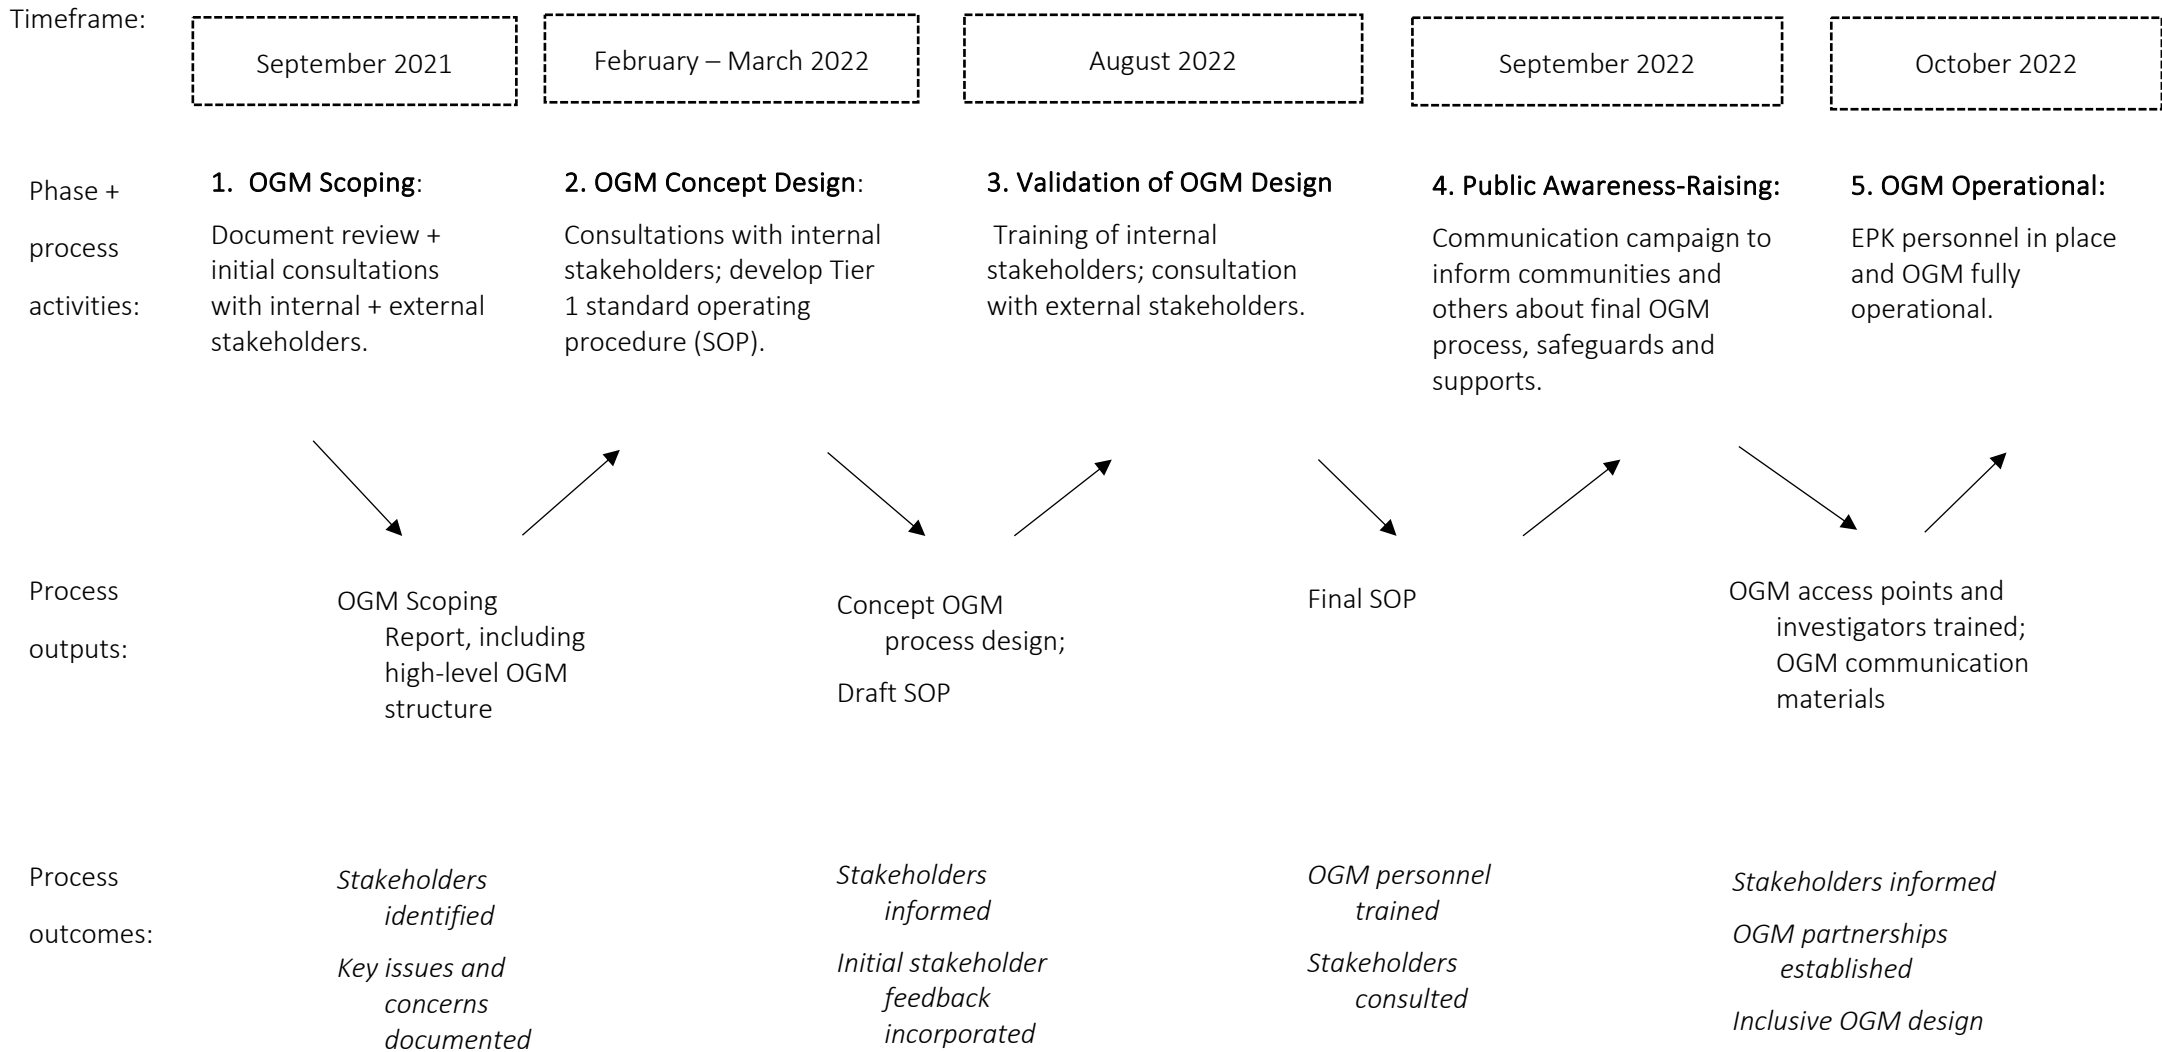 Timeframe:
September 2021
February – March 2022
August 2022
September 2022
October 2022
Phase +
process
activities:
1. OGM Scoping:
Document review +
initial consultations
with internal + external
stakeholders.
2. OGM Concept Design:
Consultations with internal
stakeholders; develop Tier
1 standard operating
procedure (SOP).
3. Validation of OGM Design
Training of internal
stakeholders; consultation
with external stakeholders.
4. Public Awareness-Raising:
Communication campaign to
inform communities and
others about final OGM
process, safeguards and
supports.
5. OGM Operational:
EPK personnel in place
and OGM fully
operational.
Process
outputs:
OGM Scoping
Report, including
high-level OGM
structure
Concept OGM
process design;
Draft SOP
Final SOP
OGM access points and
investigators trained;
OGM communication
materials
Process
outcomes:
Stakeholders
identified
Key issues and
concerns
documented
Stakeholders
informed
Initial stakeholder
feedback
incorporated
OGM personnel
trained
Stakeholders
consulted
Stakeholders informed
OGM partnerships
established
Inclusive OGM design